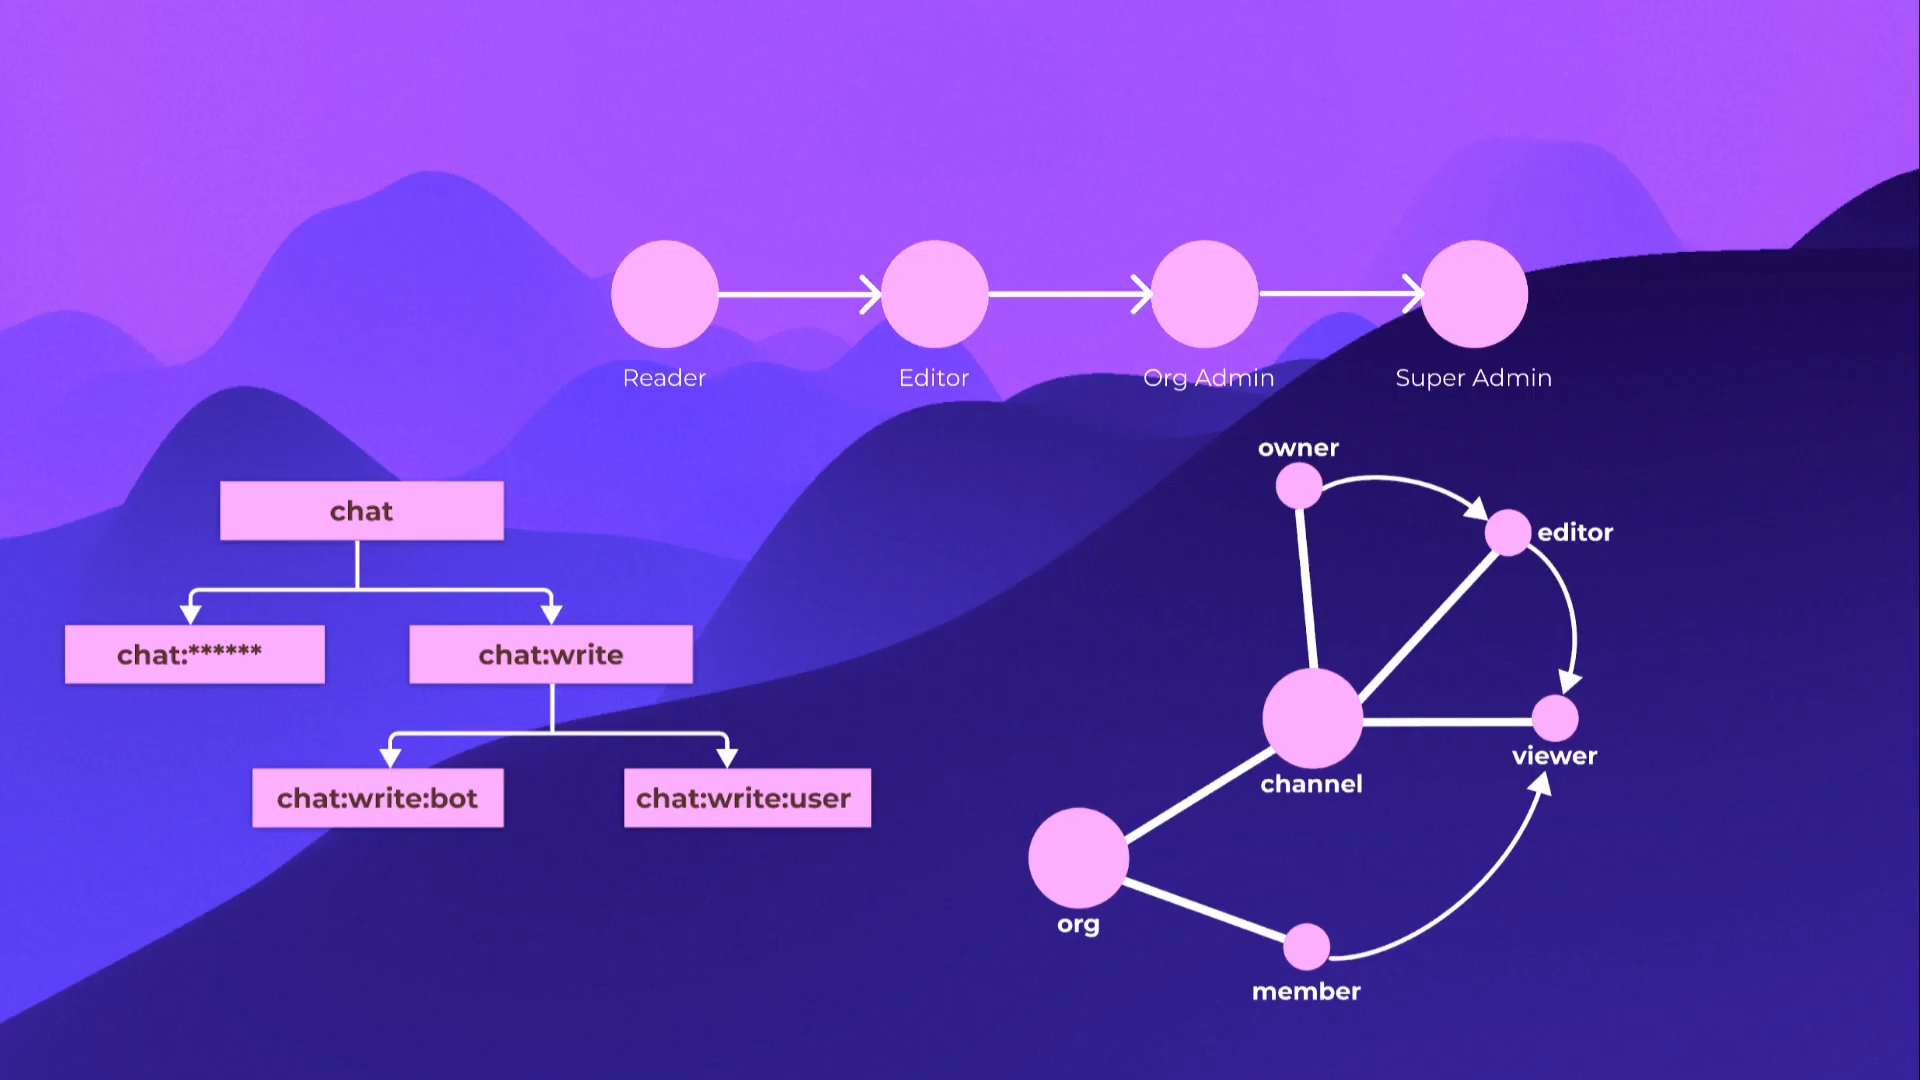 Reader
Editor
Org Admin
Super Admin
chat
chat:******
chat:write
chat:write:bot
chat:write:user
owner
editor
viewer
channel
org
member